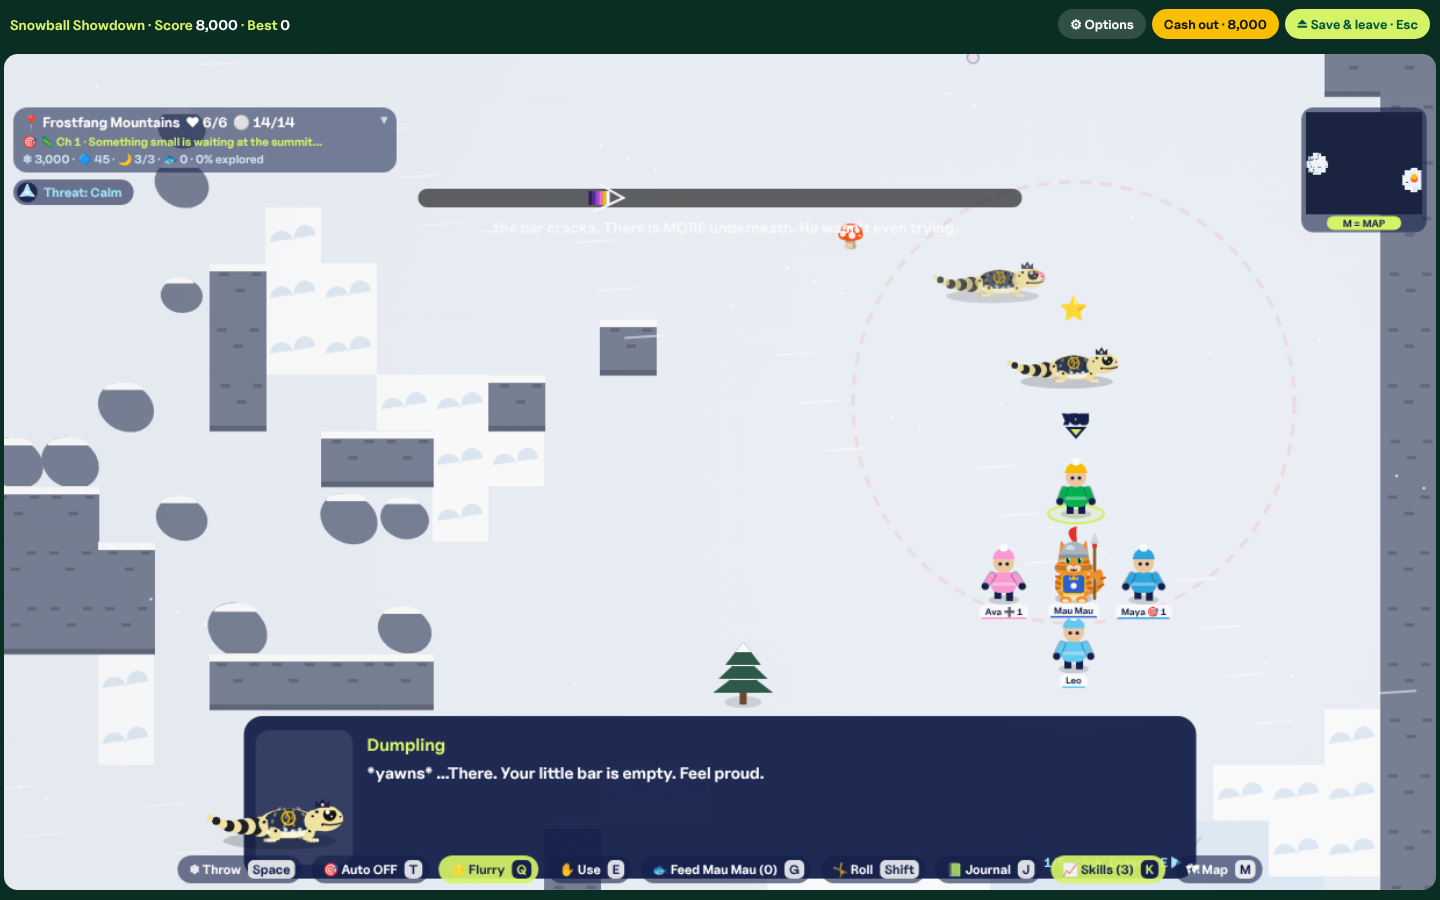 Snowball Showdown · Score 8,000 · Best 0
⚙ Options
Cash out · 8,000
⏏ Save & leave · Esc
📍 Frostfang Mountains ♥ 6/6 ⚪ 14/14 ▼
🎯 🦎 Ch 1 · Something small is waiting at the summit...
❄ 3,000 · 🔷 45 · 🌙 3/3 · 🐟 0 · 0% explored
Threat: Calm
...the bar cracks. There is MORE underneath. He wasn't even trying.
M = MAP
YOU
Ava ➕ 1
Mau Mau
Maya 🎯 1
Leo
Dumpling
*yawns* ...There. Your little bar is empty. Feel proud.
❄ Throw Space
🎯 Auto OFF T
⭐ Flurry Q
✋ Use E
🐟 Feed Mau Mau (0) G
🤸 Roll Shift
📗 Journal J
📈 Skills (3) K
🗺 Map M